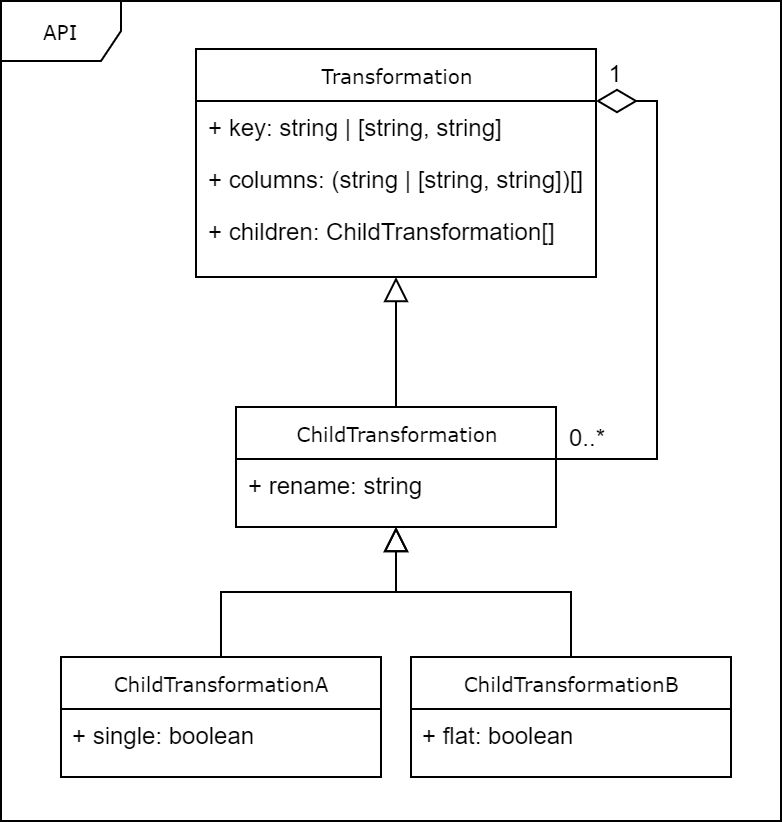 API
Transformation
1
+ key: string | [string, string]
+ columns: (string | [string, string])[]
+ children: ChildTransformation[]
ChildTransformation
0..*
+ rename: string
ChildTransformationA
+ single: boolean
ChildTransformationB
+ flat: boolean